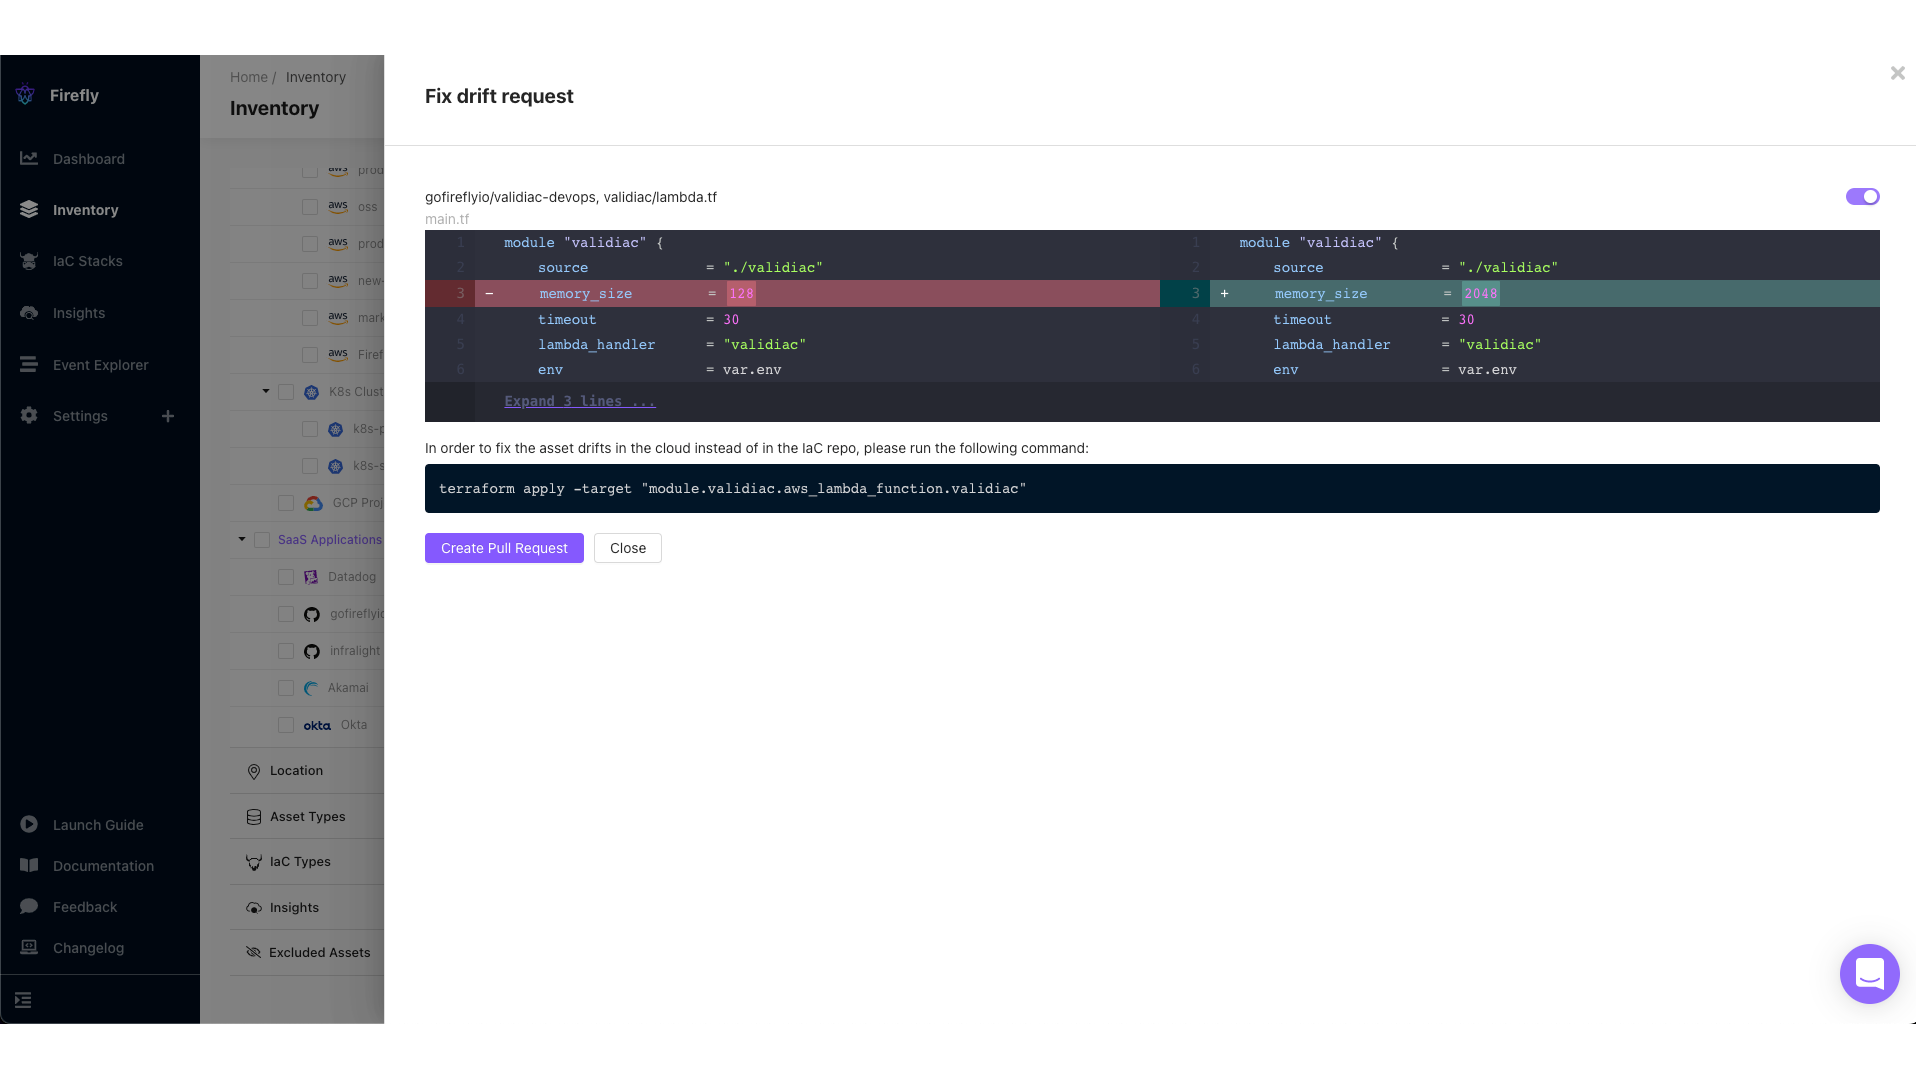 Firefly
Dashboard
Inventory
IaC Stacks
Insights
Event Explorer
Settings
Launch Guide
Documentation
Feedback
Changelog
Home / Inventory
Inventory
aws prod
aws oss
aws prod
aws new-
aws mark
aws Firef
K8s Clust
k8s-p
k8s-s
GCP Proj
SaaS Applications
Datadog
gofireflyio
infralight
Akamai
okta Okta
Location
Asset Types
IaC Types
Insights
Excluded Assets
Fix drift request
gofireflyio/validiac-devops, validiac/lambda.tf
main.tf
1 module "validiac" {
2 source = "./validiac"
3 - memory_size = 128
4 timeout = 30
5 lambda_handler = "validiac"
6 env = var.env
Expand 3 lines ...
1 module "validiac" {
2 source = "./validiac"
3 + memory_size = 2048
4 timeout = 30
5 lambda_handler = "validiac"
6 env = var.env
In order to fix the asset drifts in the cloud instead of in the IaC repo, please run the following command:
terraform apply -target "module.validiac.aws_lambda_function.validiac"
Create Pull Request
Close